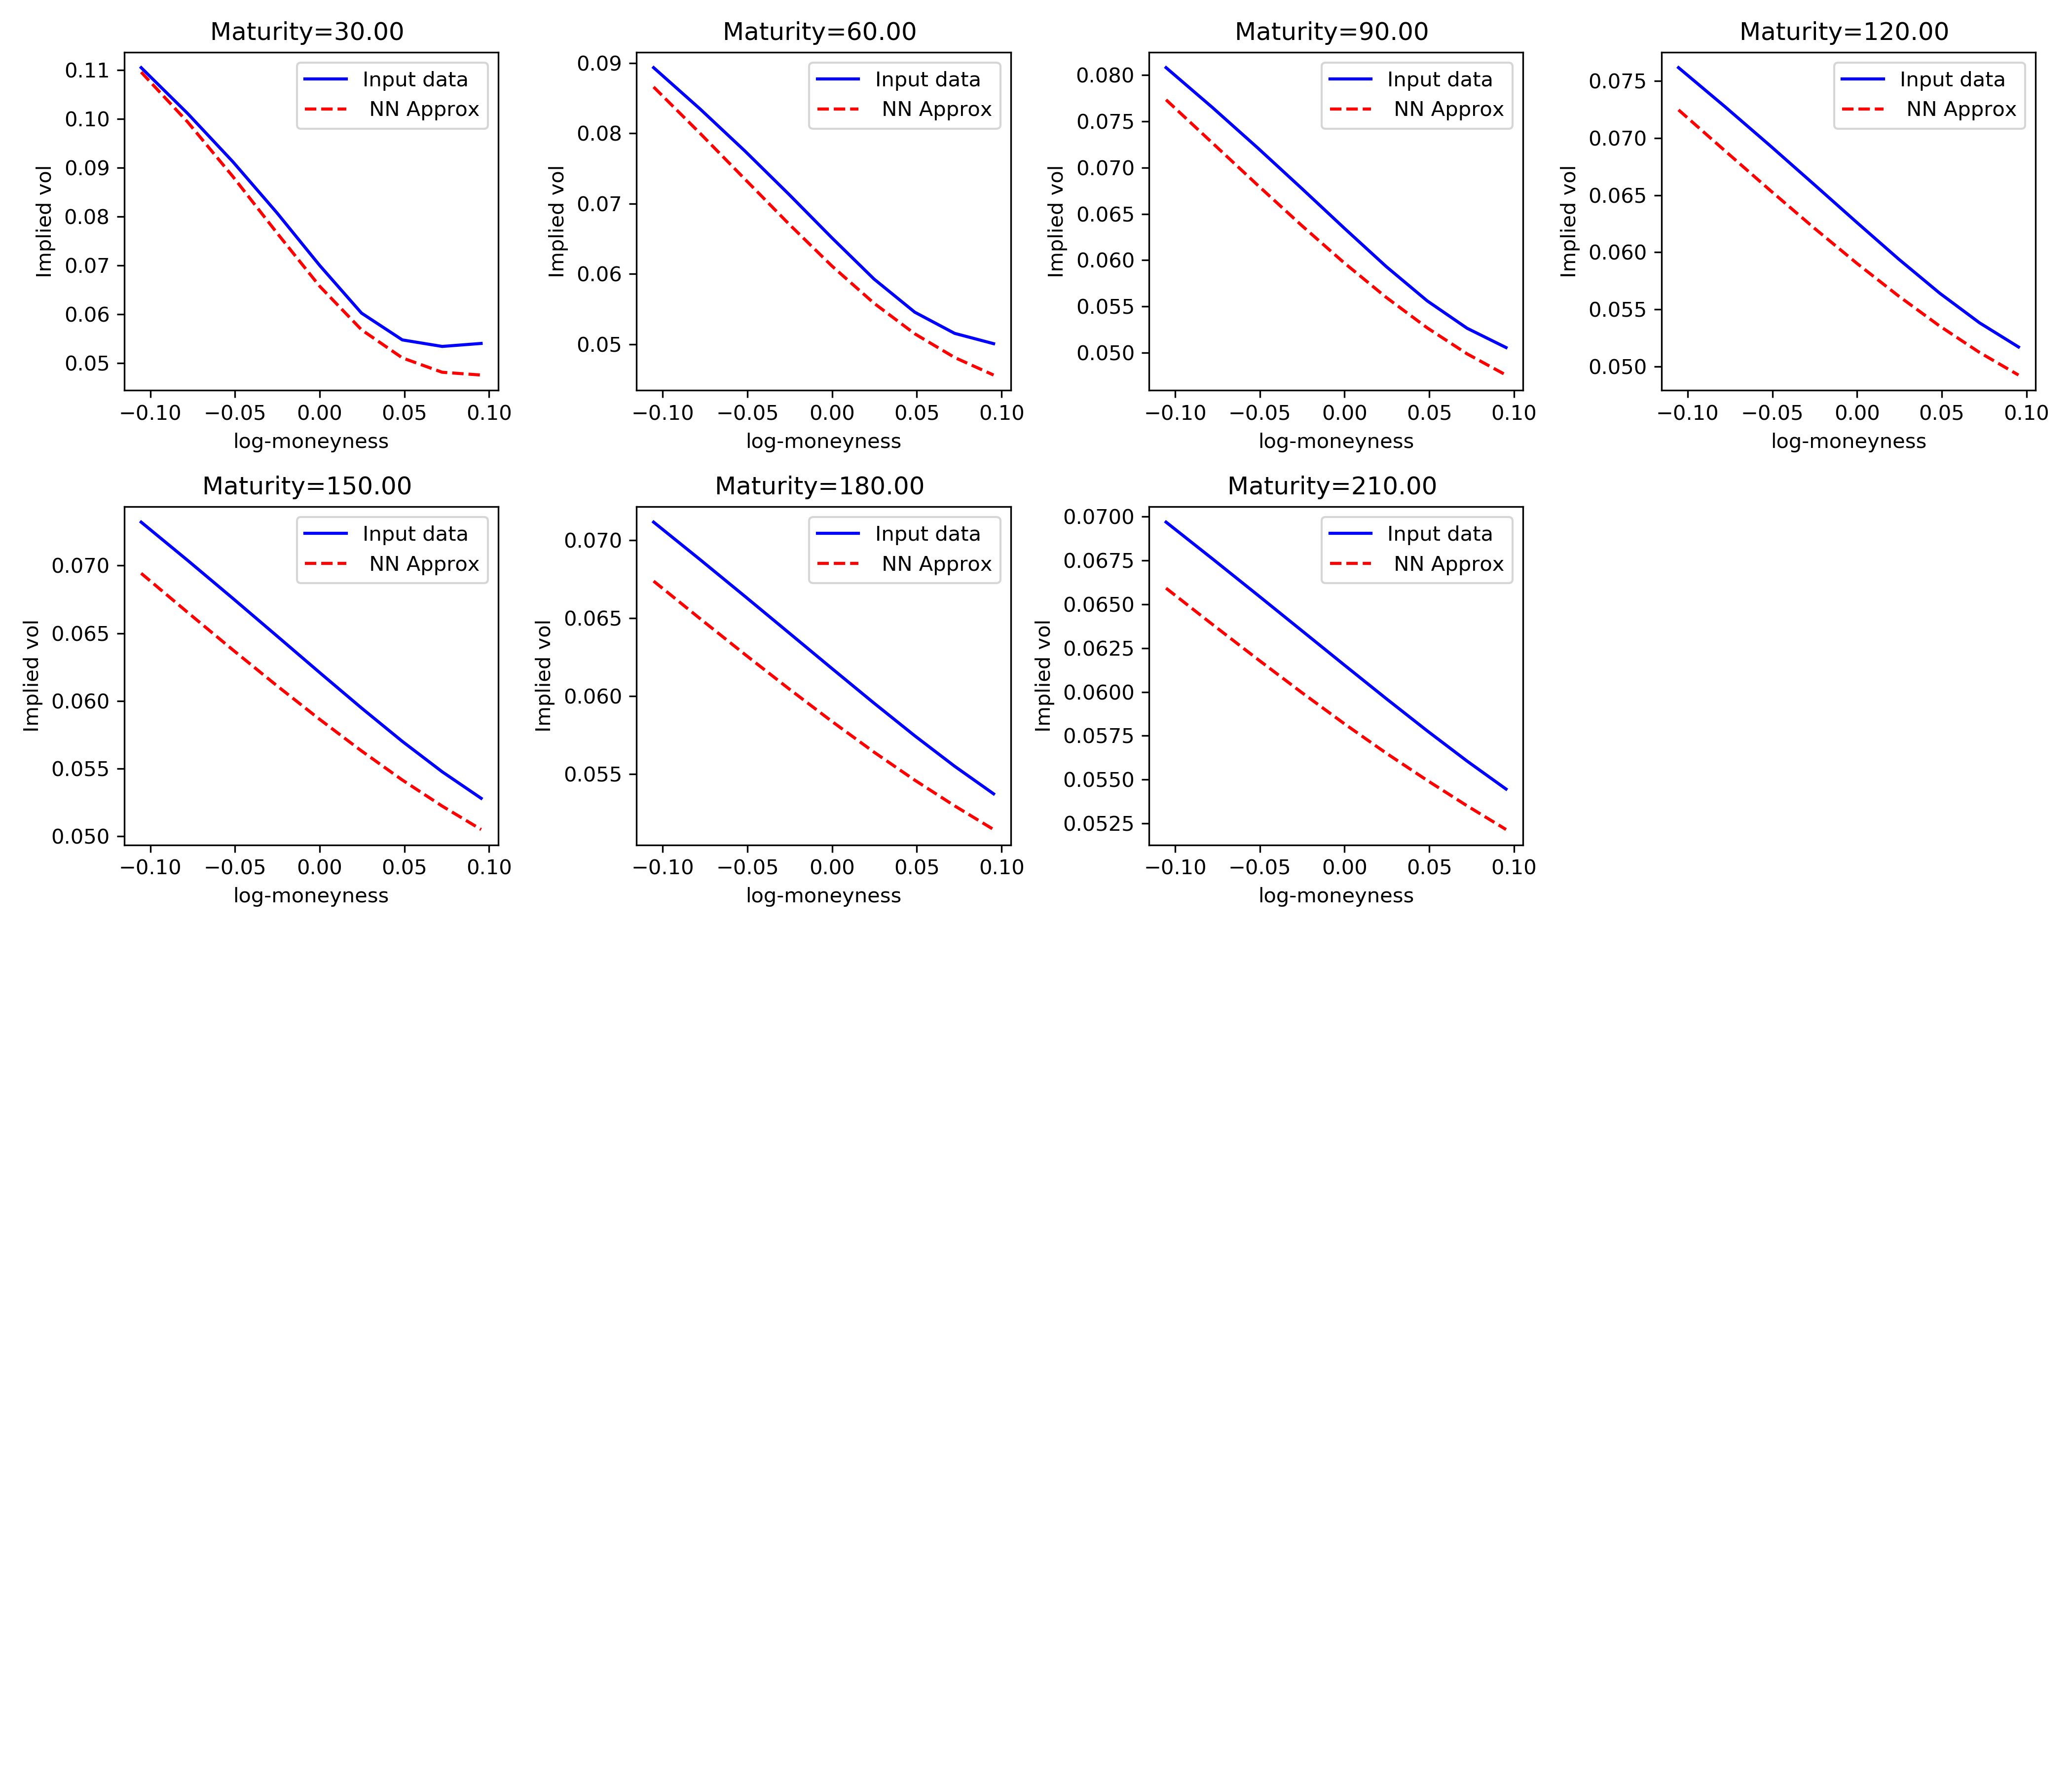 Maturity=30.00
Input data
NN Approx
0.11
0.10
0.09
0.08
0.07
0.06
0.05
Implied vol
−0.10 −0.05 0.00 0.05 0.10
log-moneyness
Maturity=60.00
Input data
NN Approx
0.09
0.08
0.07
0.06
0.05
Implied vol
−0.10 −0.05 0.00 0.05 0.10
log-moneyness
Maturity=90.00
Input data
NN Approx
0.080
0.075
0.070
0.065
0.060
0.055
0.050
Implied vol
−0.10 −0.05 0.00 0.05 0.10
log-moneyness
Maturity=120.00
Input data
NN Approx
0.075
0.070
0.065
0.060
0.055
0.050
Implied vol
−0.10 −0.05 0.00 0.05 0.10
log-moneyness
Maturity=150.00
Input data
NN Approx
0.070
0.065
0.060
0.055
0.050
Implied vol
−0.10 −0.05 0.00 0.05 0.10
log-moneyness
Maturity=180.00
Input data
NN Approx
0.070
0.065
0.060
0.055
Implied vol
−0.10 −0.05 0.00 0.05 0.10
log-moneyness
Maturity=210.00
Input data
NN Approx
0.0700
0.0675
0.0650
0.0625
0.0600
0.0575
0.0550
0.0525
Implied vol
−0.10 −0.05 0.00 0.05 0.10
log-moneyness